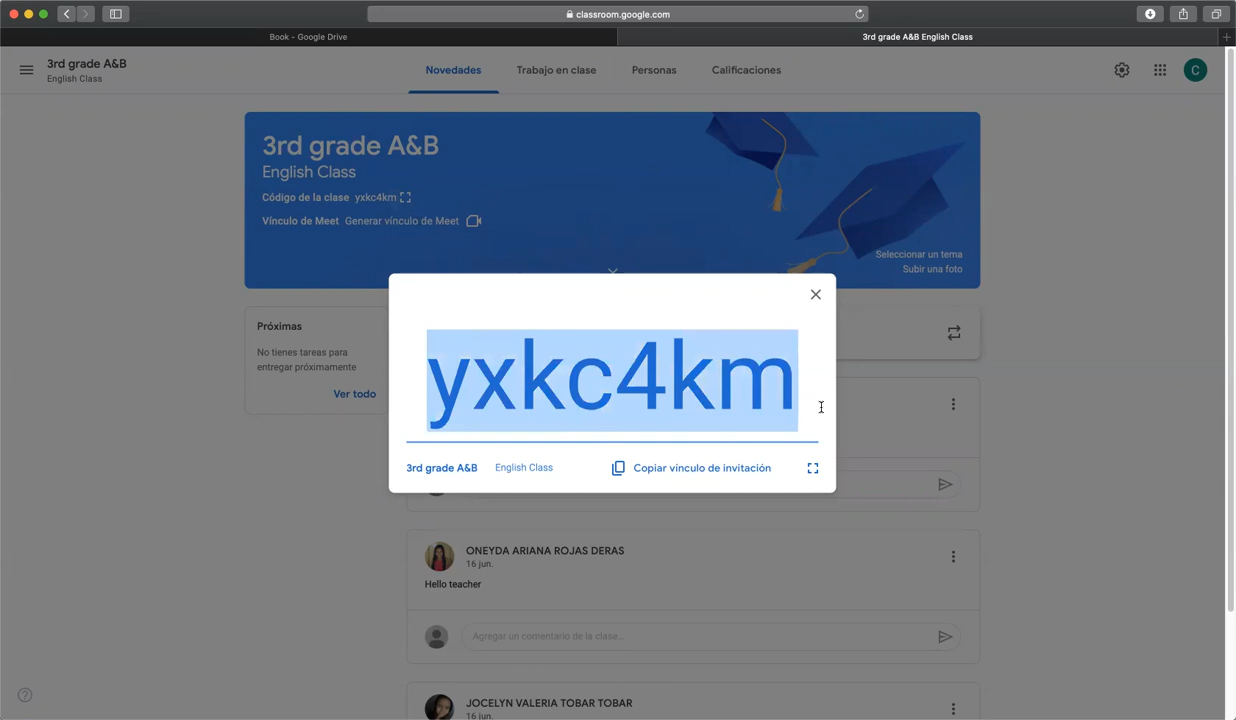 classroom.google.com
Book - Google Drive
3rd grade A&B English Class
3rd grade A&B
English Class
Novedades
Trabajo en clase
Personas
Calificaciones
C
3rd grade A&B
English Class
Código de la clase yxkc4km
Vínculo de Meet Generar vínculo de Meet
Seleccionar un tema
Subir una foto
Próximas
No tienes tareas para
entregar próximamente
Ver todo
yxkc4km
3rd grade A&B English Class
Copiar vínculo de invitación
ONEYDA ARIANA ROJAS DERAS
16 jun.
Hello teacher
Agregar un comentario de la clase...
JOCELYN VALERIA TOBAR TOBAR
16 jun.